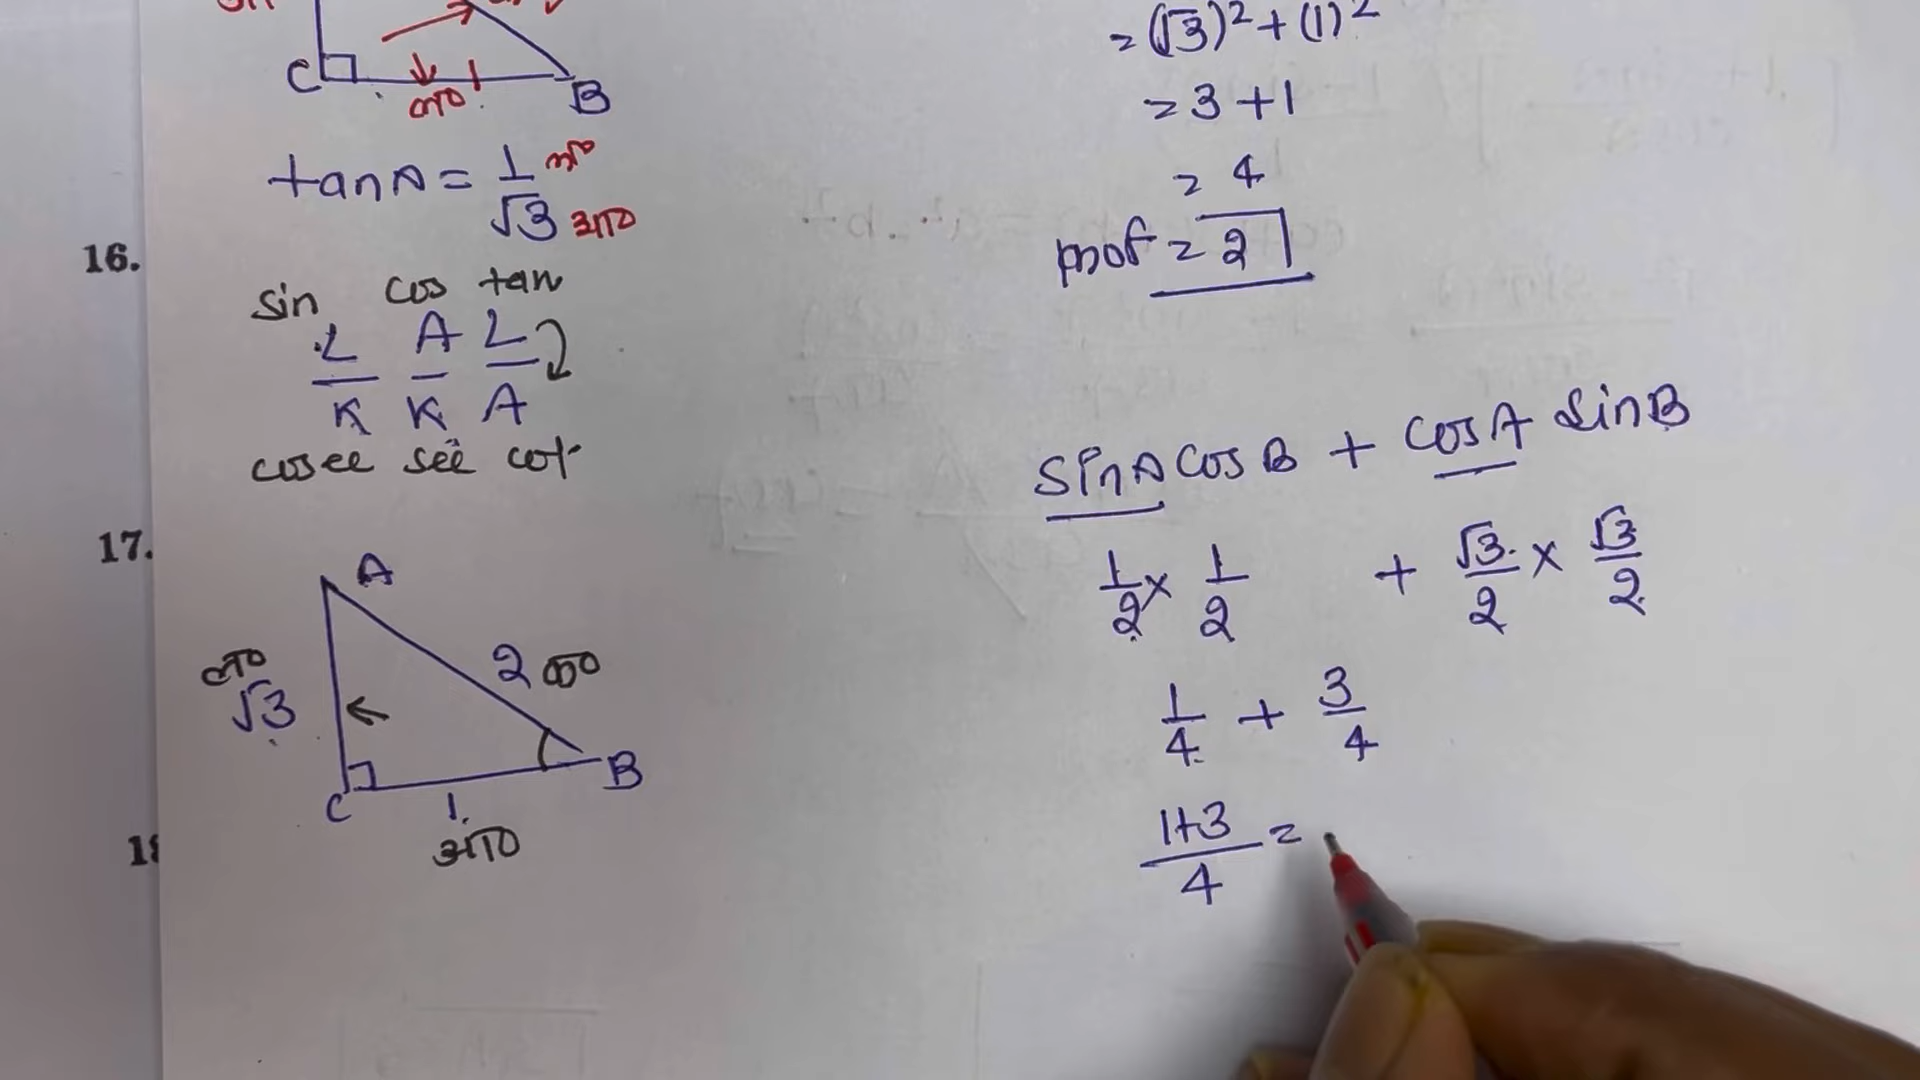 C
B
tanA = 1/√3
16.
sin cos tan
L/K A/K L/A
cosec sec cot
17.
A
√3
2
C
1
B
= (√3)² + (1)²
= 3 + 1
= 4
= 2
sinA cosB + cosA sinB
1/2 × 1/2 + √3/2 × √3/2
1/4 + 3/4
1+3/4 =